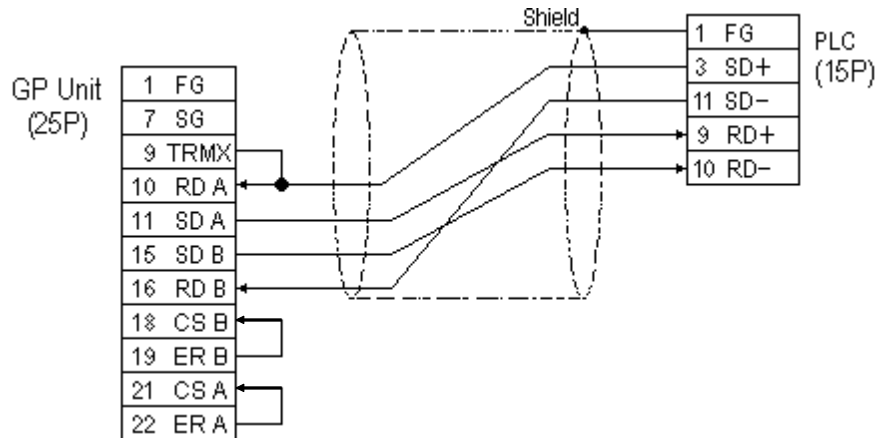 Shield
GP Unit
(25P)
1 FG
7 SG
9 TRMX
10 RD A
11 SD A
15 SD B
16 RD B
18 CS B
19 ER B
21 CS A
22 ER A
1 FG
3 SD+
11 SD-
9 RD+
10 RD-
PLC
(15P)